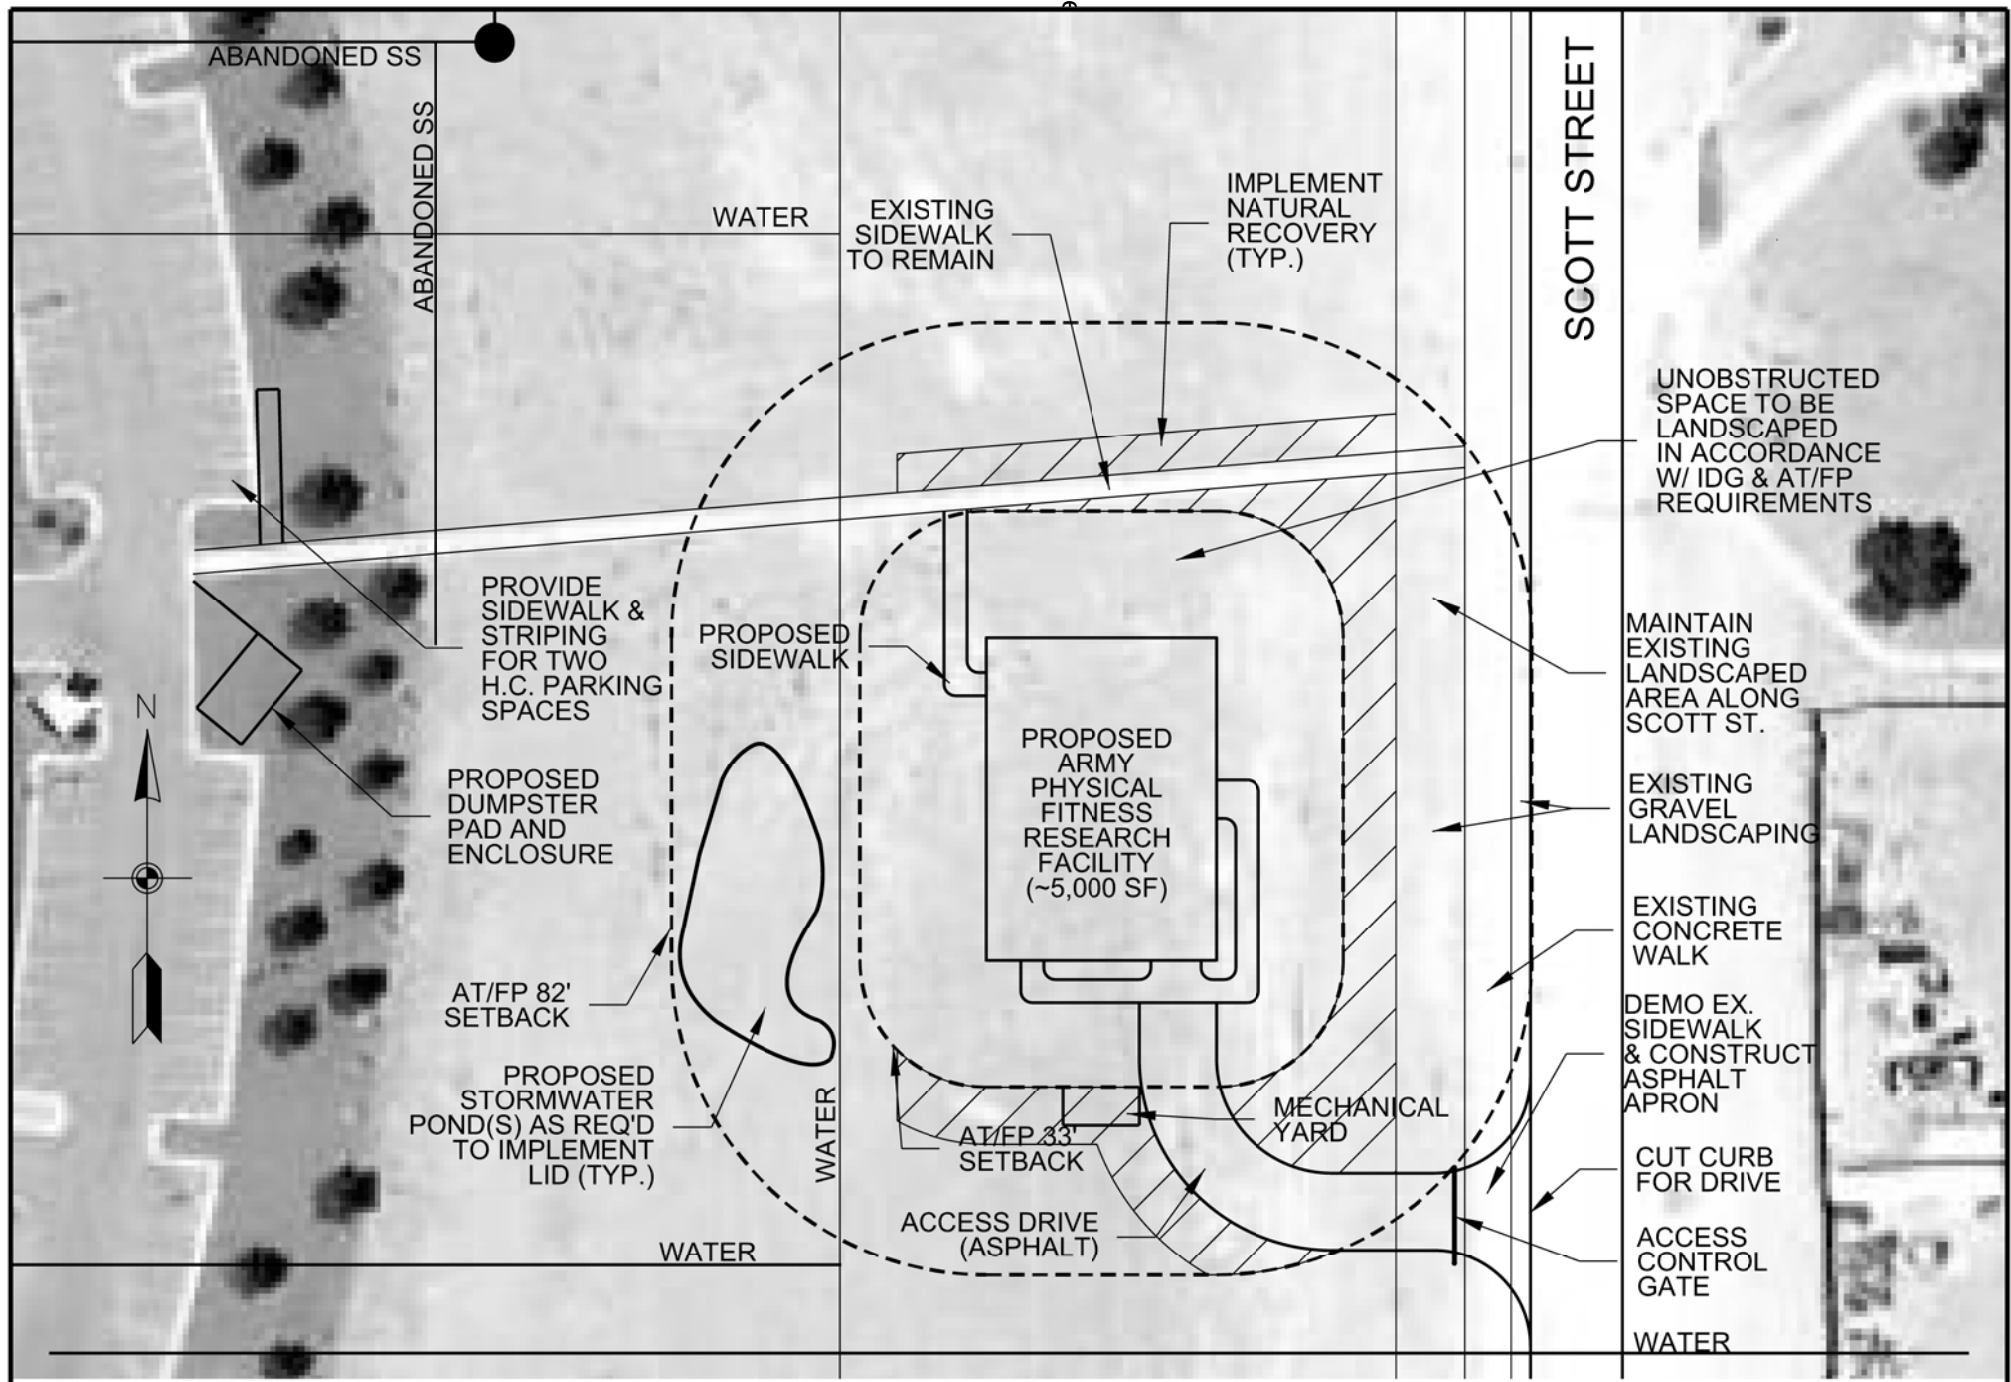 ABANDONED SS
ABANDONED SS
SCOTT STREET
WATER
EXISTING
SIDEWALK
TO REMAIN
IMPLEMENT
NATURAL
RECOVERY
(TYP.)
UNOBSTRUCTED
SPACE TO BE
LANDSCAPED
IN ACCORDANCE
W/ IDG & AT/FP
REQUIREMENTS
PROVIDE
SIDEWALK &
STRIPING
FOR TWO
H.C. PARKING
SPACES
PROPOSED
SIDEWALK
MAINTAIN
EXISTING
LANDSCAPED
AREA ALONG
SCOTT ST.
N
PROPOSED
ARMY
PHYSICAL
FITNESS
RESEARCH
FACILITY
(~5,000 SF)
PROPOSED
DUMPSTER
PAD AND
ENCLOSURE
EXISTING
GRAVEL
LANDSCAPING
EXISTING
CONCRETE
WALK
AT/FP 82'
SETBACK
DEMO EX.
SIDEWALK
& CONSTRUCT
ASPHALT
APRON
PROPOSED
STORMWATER
POND(S) AS REQ'D
TO IMPLEMENT
LID (TYP.)
WATER
AT/FP 33'
SETBACK
MECHANICAL
YARD
CUT CURB
FOR DRIVE
ACCESS DRIVE
(ASPHALT)
WATER
ACCESS
CONTROL
GATE
WATER